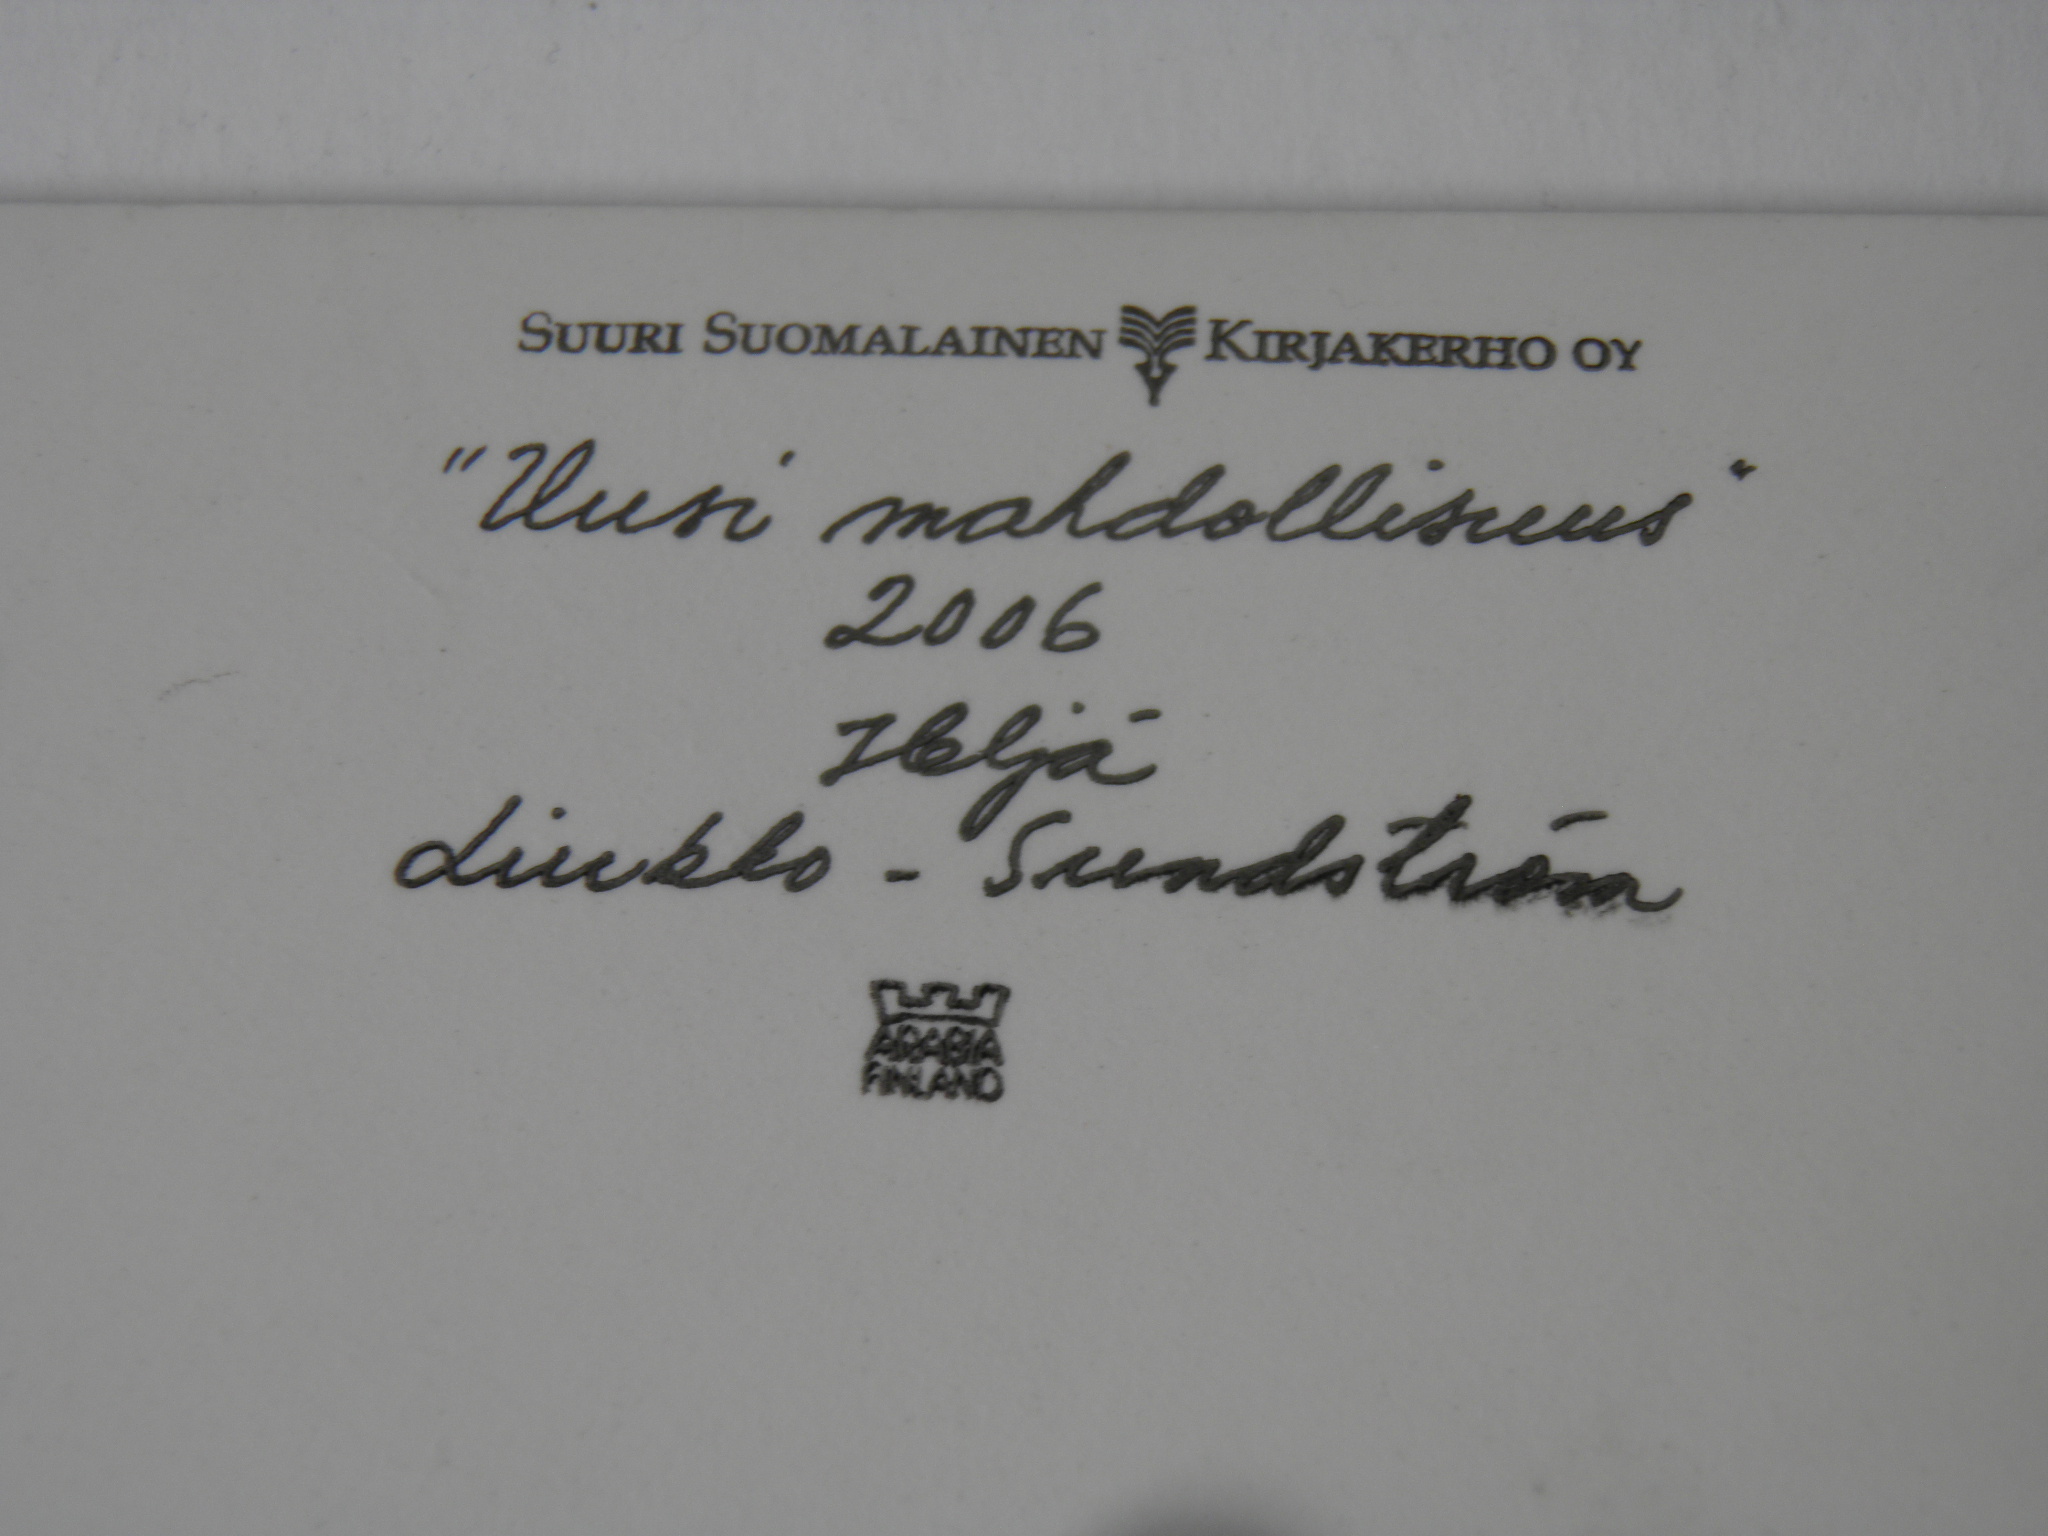 SUURI SUOMALAINEN KIRJAKERHO OY
"Uusi mahdollisuus"
2006
Heljä
Liukko - Sundström
ARABIA
FINLAND